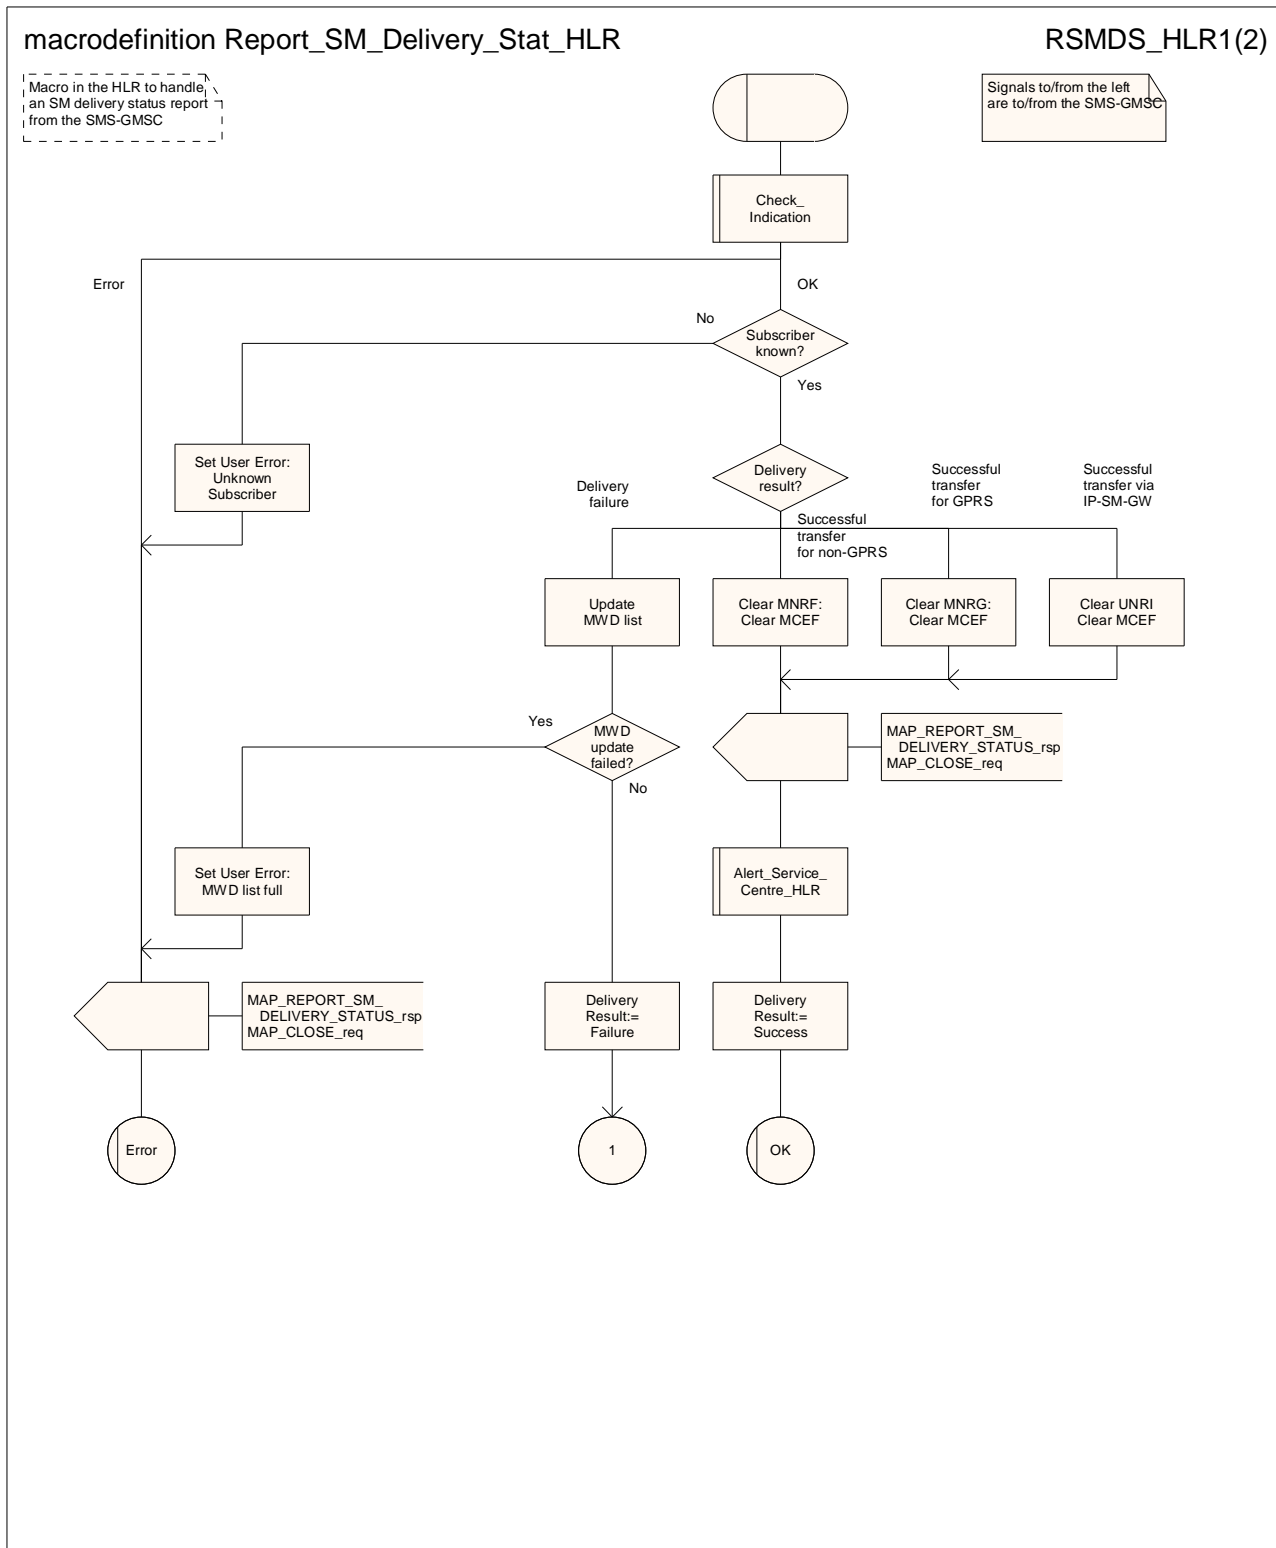 macrodefinition Report_SM_Delivery_Stat_HLR
RSMDS_HLR1(2)
Macro in the HLR to handle
an SM delivery status report
from the SMS-GMSC
Signals to/from the left
are to/from the SMS-GMSC
Check_
Indication
Error
OK
No
Subscriber
known?
Yes
Set User Error:
Unknown
Subscriber
Delivery
result?
Delivery
failure
Successful
transfer
for non-GPRS
Successful
transfer
for GPRS
Successful
transfer via
IP-SM-GW
Update
MWD list
Clear MNRF:
Clear MCEF
Clear MNRG:
Clear MCEF
Clear UNRI
Clear MCEF
Yes
MWD
update
failed?
No
MAP_REPORT_SM_
DELIVERY_STATUS_rsp
MAP_CLOSE_req
Set User Error:
MWD list full
Alert_Service_
Centre_HLR
MAP_REPORT_SM_
DELIVERY_STATUS_rsp
MAP_CLOSE_req
Delivery
Result:=
Failure
Delivery
Result:=
Success
Error
1
OK